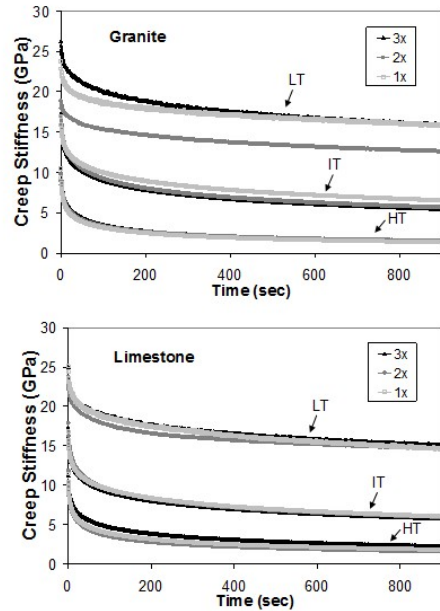 30
Granite
3x
2x
1x
25
LT
20
15
IT
10
5
HT
0
0 200 400 600 800
Creep Stiffness (GPa)
Time (sec)
30
Limestone
3x
2x
1x
25
LT
20
15
IT
10
5
HT
0
0 200 400 600 800
Creep Stiffness (GPa)
Time (sec)